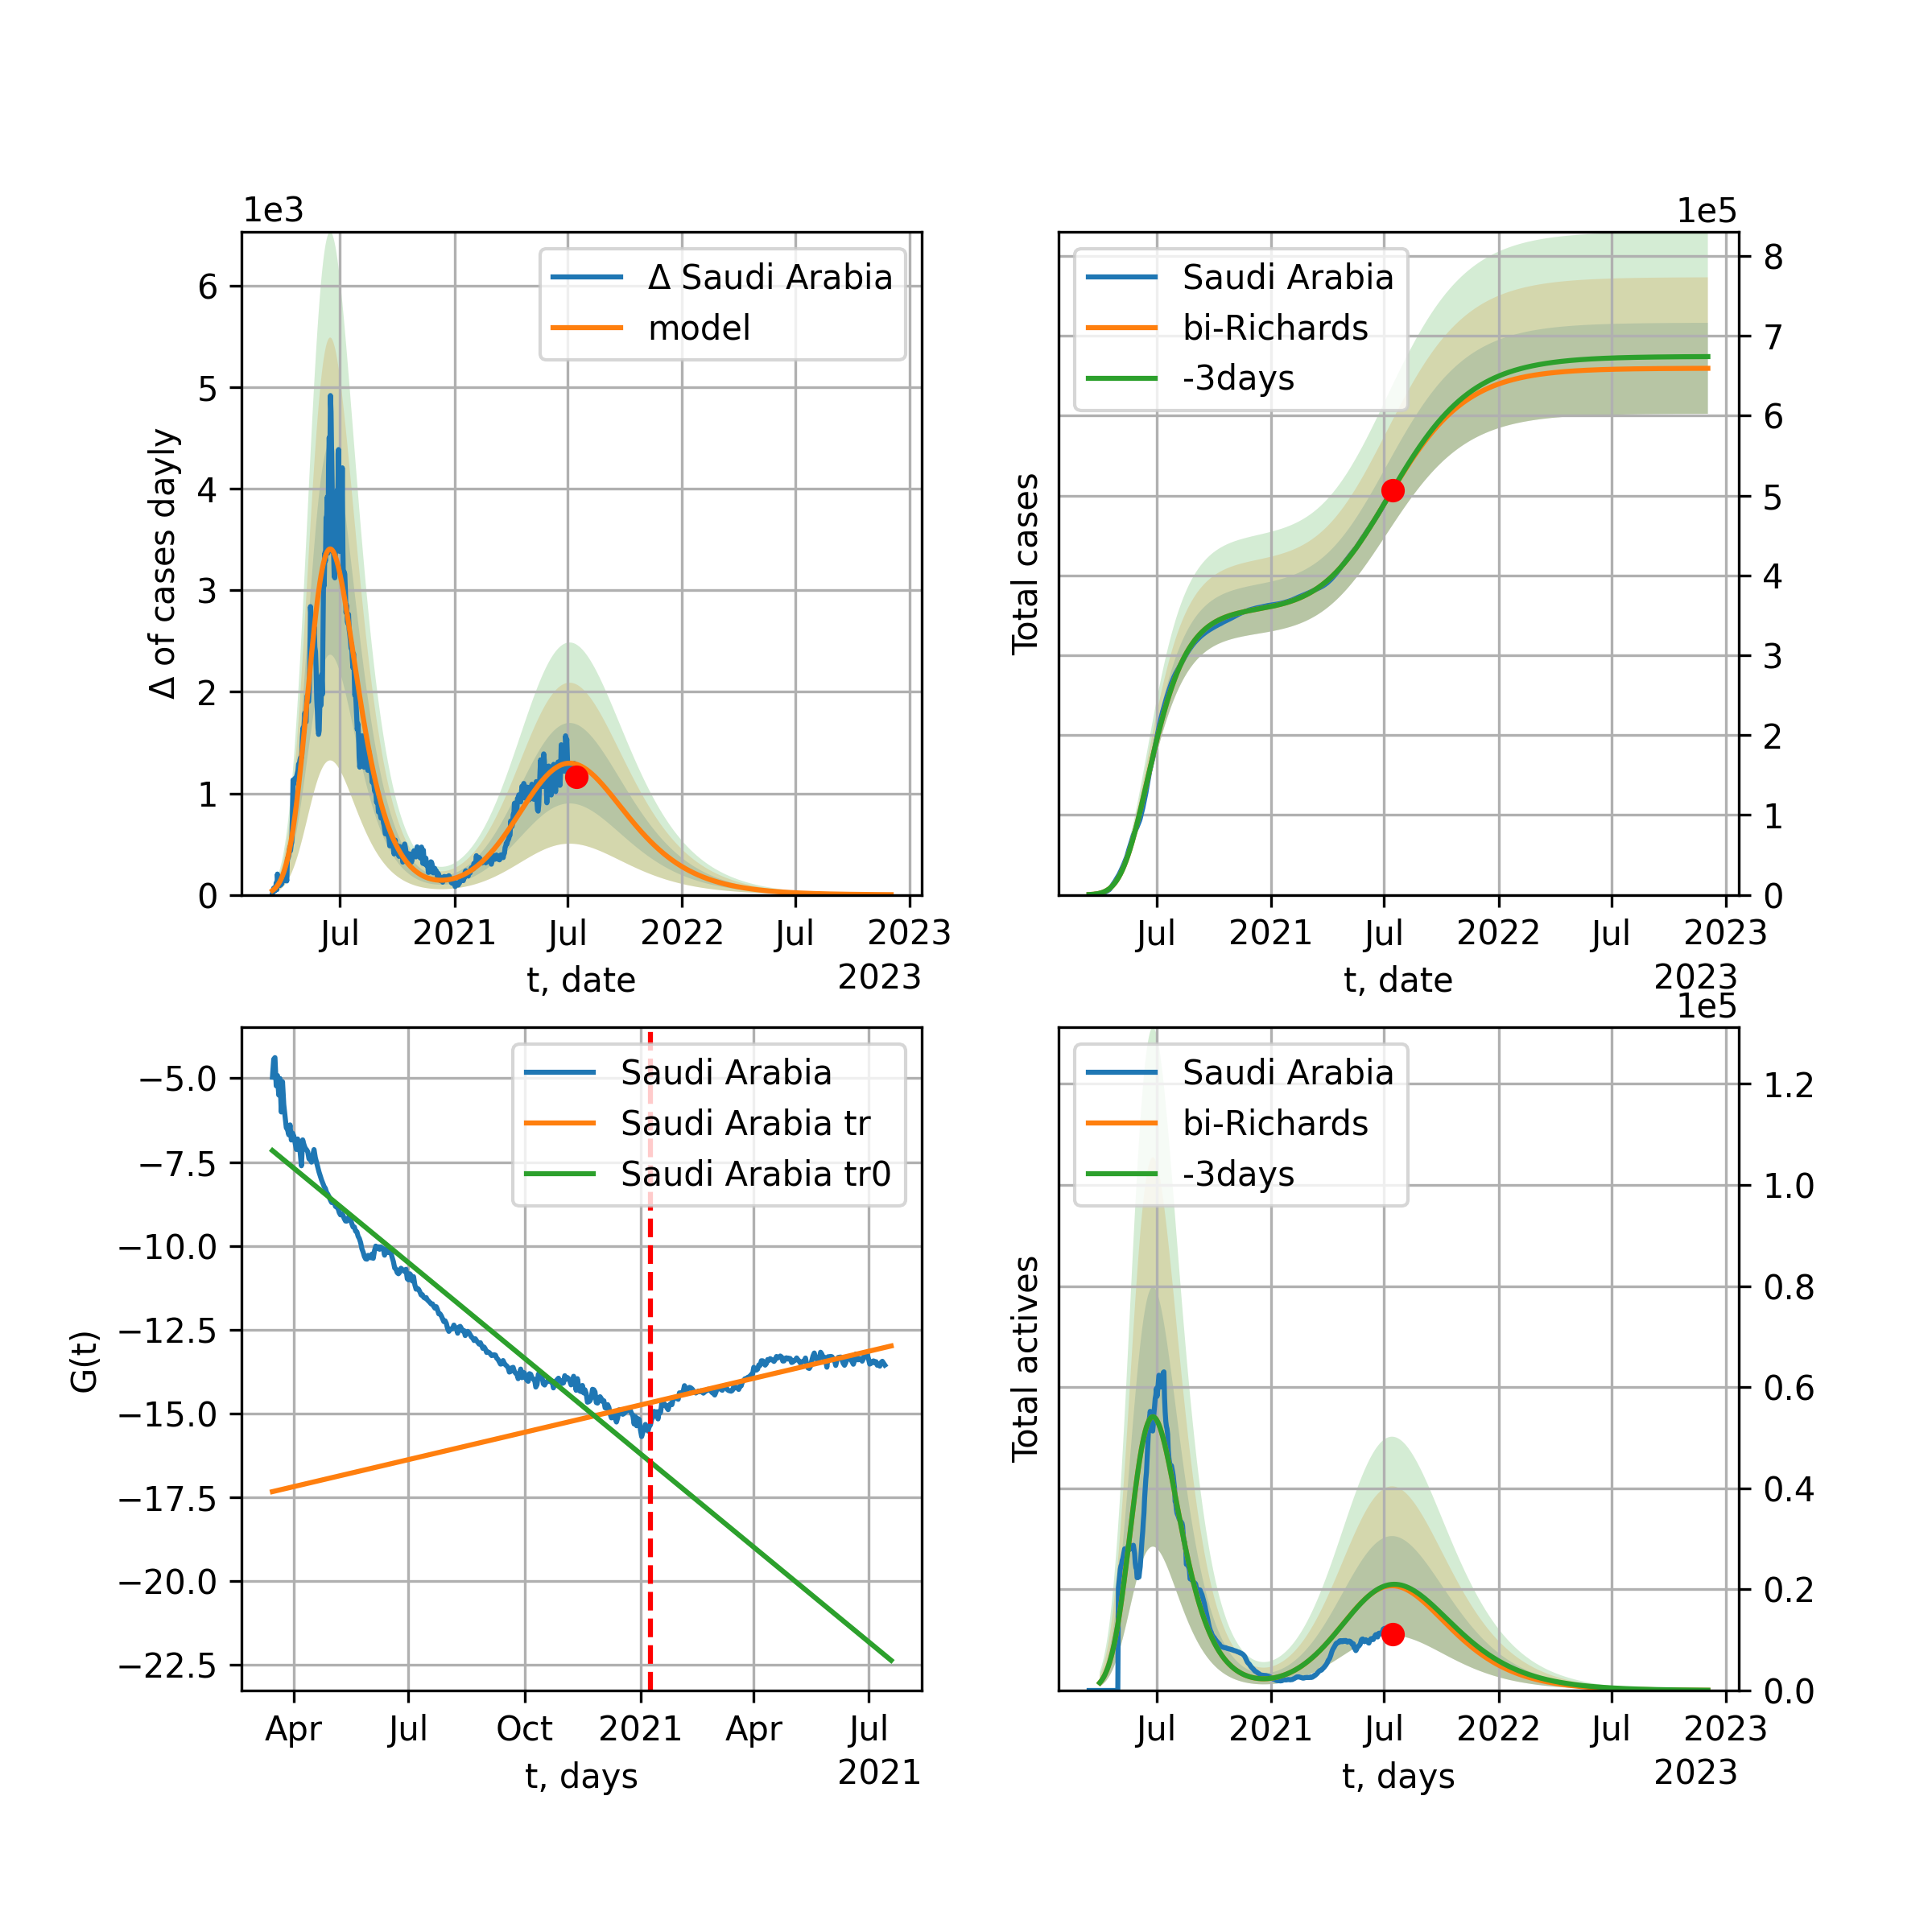 1e3
Δ of cases dayly
6
5
4
3
2
1
0
Δ Saudi Arabia
model
Jul
2021
Jul
2022
Jul
2023
t, date
2023
1e5
Total cases
Saudi Arabia
bi-Richards
-3days
8
7
6
5
4
3
2
1
0
Jul
2021
Jul
2022
Jul
2023
t, date
2023
G(t)
−5.0
−7.5
−10.0
−12.5
−15.0
−17.5
−20.0
−22.5
Saudi Arabia
Saudi Arabia tr
Saudi Arabia tr0
Apr
Jul
Oct
2021
Apr
Jul
t, days
2021
1e5
Total actives
Saudi Arabia
bi-Richards
-3days
1.2
1.0
0.8
0.6
0.4
0.2
0.0
Jul
2021
Jul
2022
Jul
2023
t, days
2023